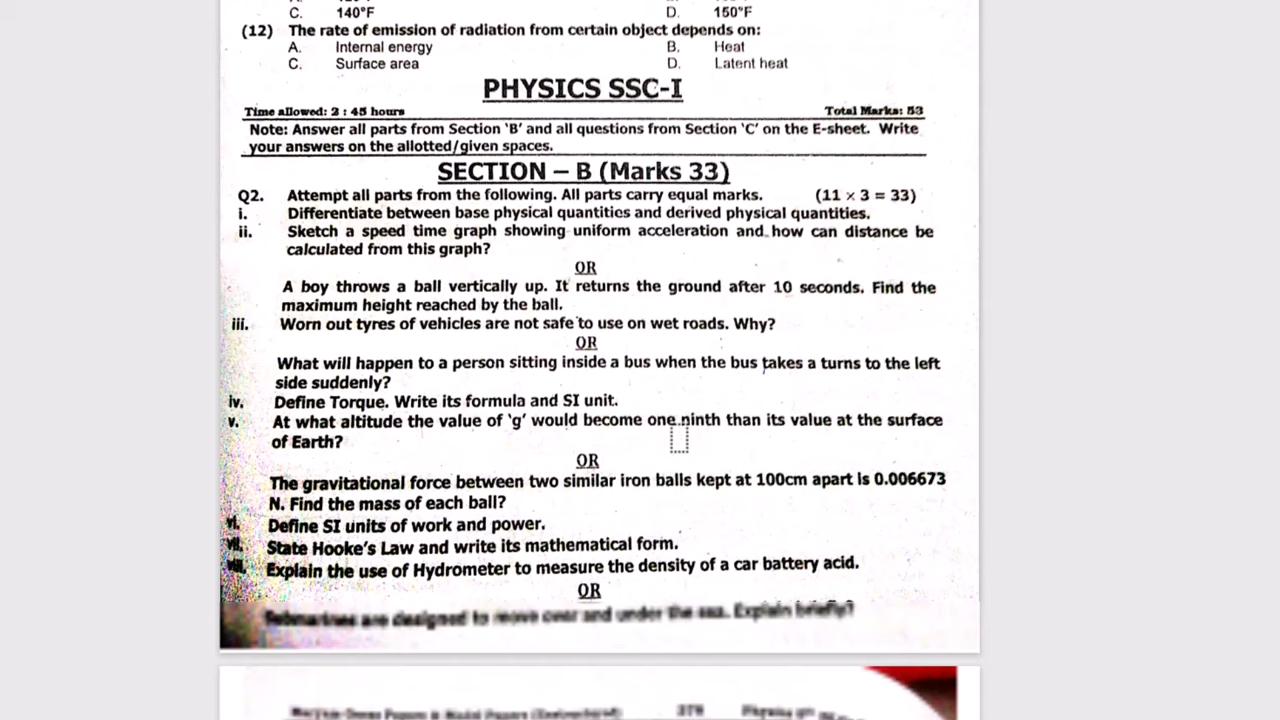 C. 140°F D. 150°F
(12) The rate of emission of radiation from certain object depends on:
A. Internal energy B. Heat
C. Surface area D. Latent heat
PHYSICS SSC-I
Time allowed: 2 : 45 hours Total Marks: 53
Note: Answer all parts from Section 'B' and all questions from Section 'C' on the E-sheet. Write
your answers on the allotted/given spaces.
SECTION – B (Marks 33)
Q2. Attempt all parts from the following. All parts carry equal marks. (11 × 3 = 33)
i. Differentiate between base physical quantities and derived physical quantities.
ii. Sketch a speed time graph showing uniform acceleration and how can distance be
calculated from this graph?
OR
A boy throws a ball vertically up. It returns the ground after 10 seconds. Find the
maximum height reached by the ball.
iii. Worn out tyres of vehicles are not safe to use on wet roads. Why?
OR
What will happen to a person sitting inside a bus when the bus takes a turns to the left
side suddenly?
iv. Define Torque. Write its formula and SI unit.
v. At what altitude the value of 'g' would become one ninth than its value at the surface
of Earth?
OR
The gravitational force between two similar iron balls kept at 100cm apart is 0.006673
N. Find the mass of each ball?
vi. Define SI units of work and power.
vii. State Hooke's Law and write its mathematical form.
viii. Explain the use of Hydrometer to measure the density of a car battery acid.
OR
Submarines are designed to move over and under the sea. Explain briefly?